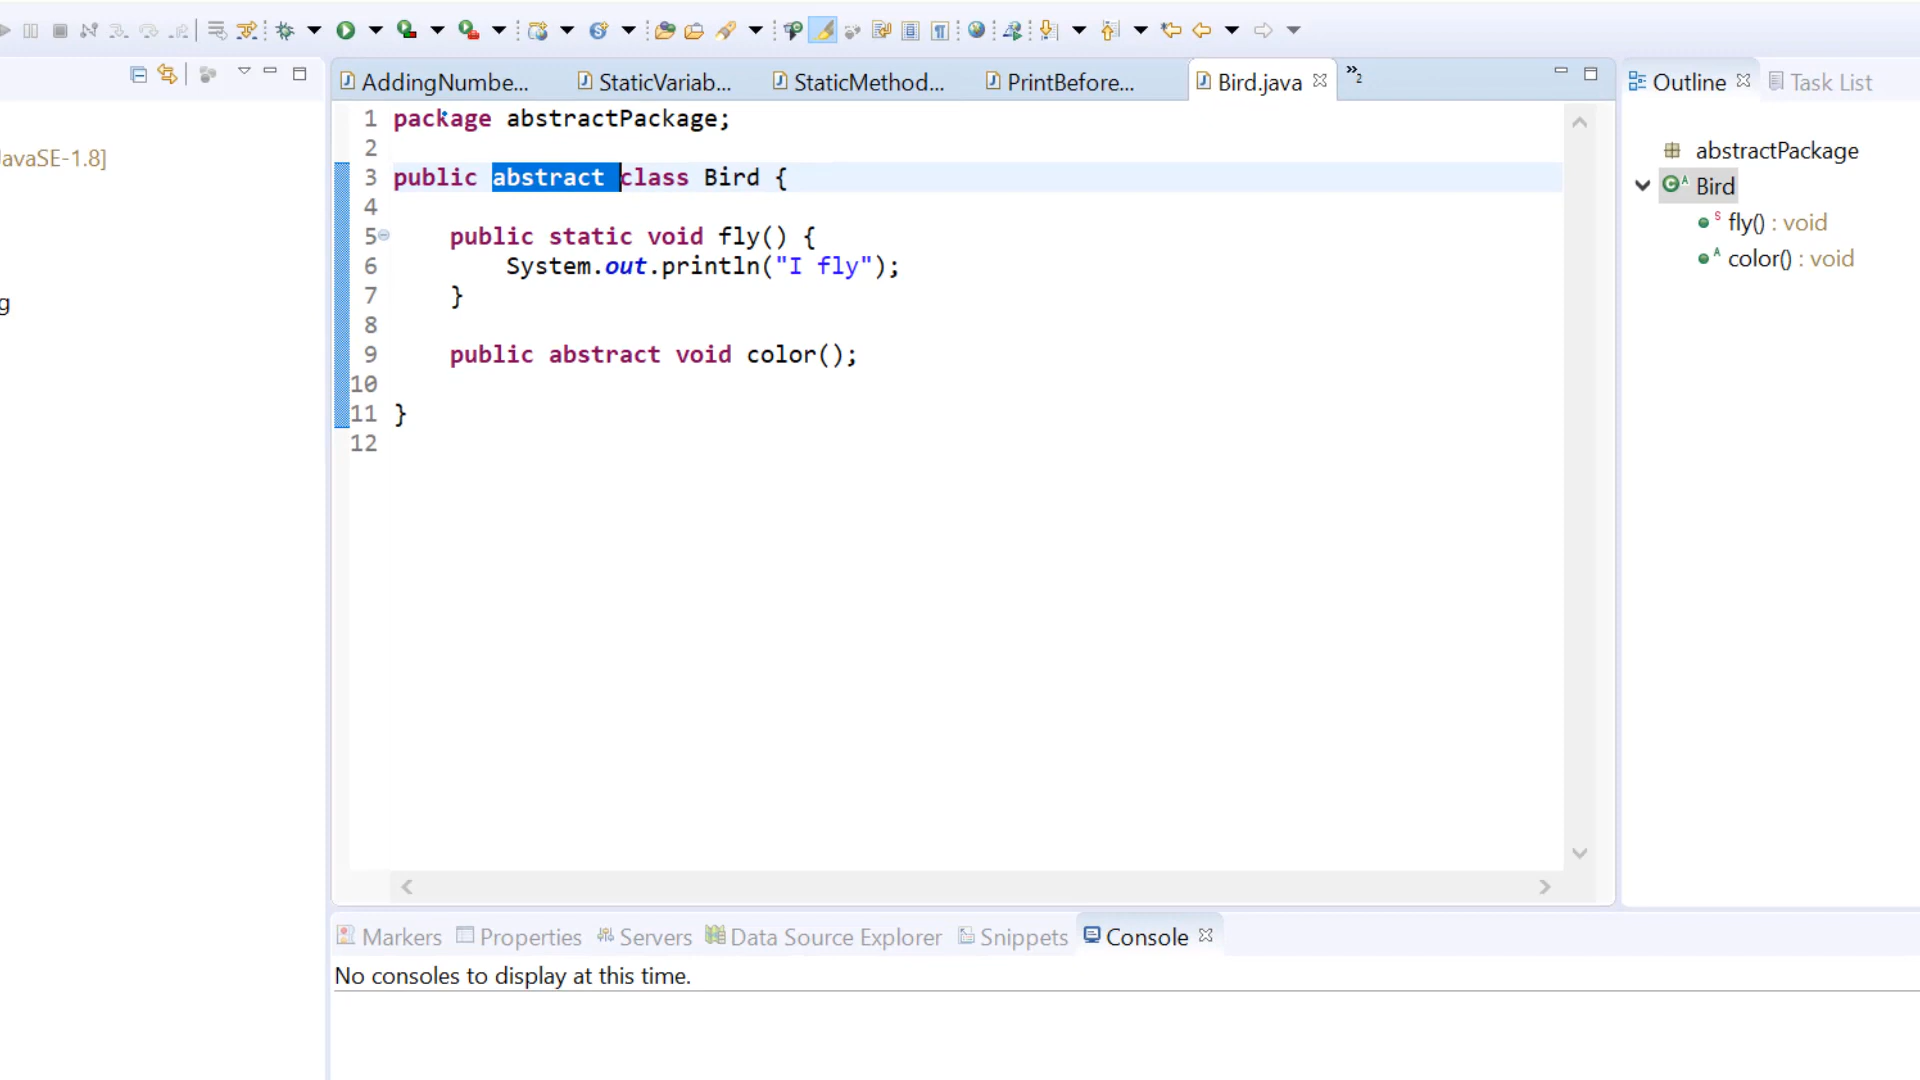 AddingNumbe...
StaticVariab...
StaticMethod...
PrintBefore...
Bird.java
»2
Outline
Task List
JavaSE-1.8]
g
1 package abstractPackage;
2
3 public abstract class Bird {
4
5 public static void fly() {
6 System.out.println("I fly");
7 }
8
9 public abstract void color();
10
11 }
12
abstractPackage
Bird
fly() : void
color() : void
Markers
Properties
Servers
Data Source Explorer
Snippets
Console
No consoles to display at this time.